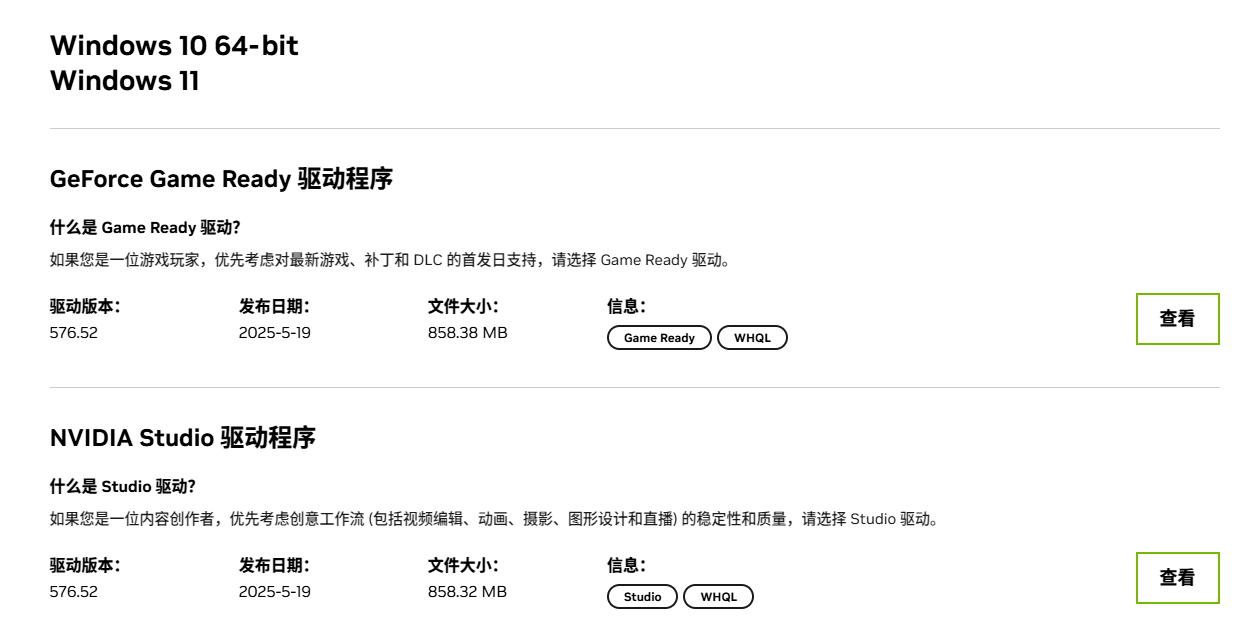 Windows 10 64-bit
Windows 11
GeForce Game Ready 驱动程序
什么是 Game Ready 驱动?
如果您是一位游戏玩家，优先考虑对最新游戏、补丁和 DLC 的首发日支持，请选择 Game Ready 驱动。
驱动版本： 发布日期： 文件大小： 信息：
576.52 2025-5-19 858.38 MB Game Ready WHQL 查看
NVIDIA Studio 驱动程序
什么是 Studio 驱动?
如果您是一位内容创作者，优先考虑创意工作流 (包括视频编辑、动画、摄影、图形设计和直播) 的稳定性和质量，请选择 Studio 驱动。
驱动版本： 发布日期： 文件大小： 信息：
576.52 2025-5-19 858.32 MB Studio WHQL 查看